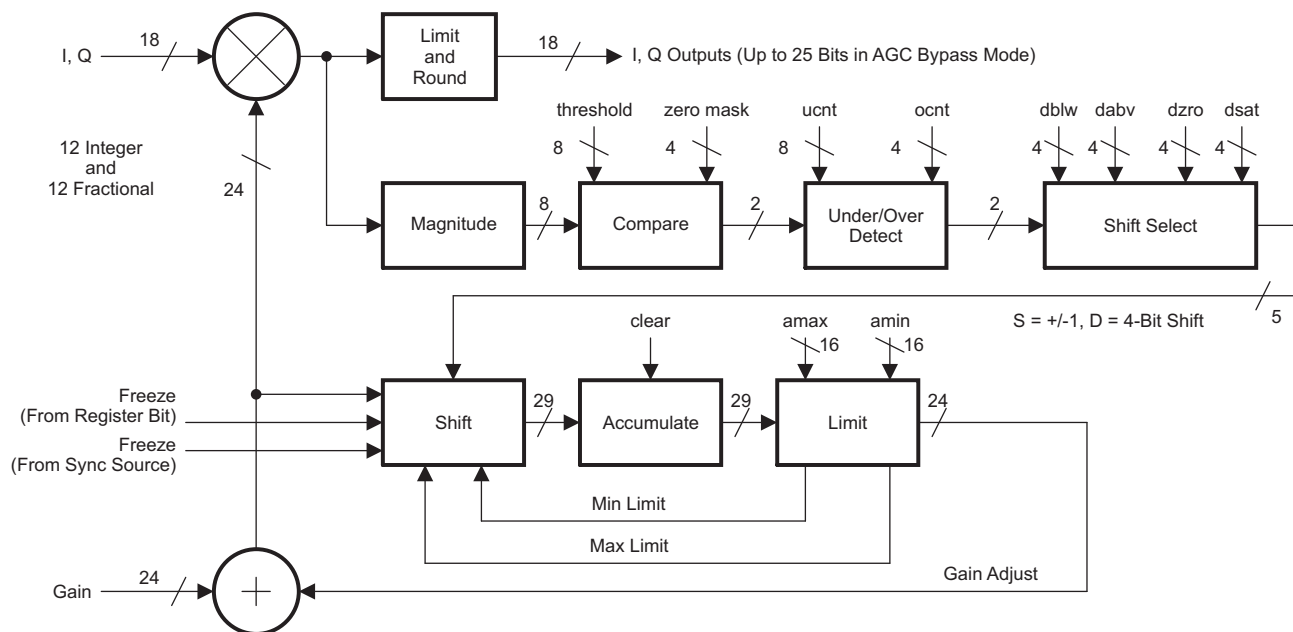 I, Q
18
Limit
and
Round
18
I, Q Outputs (Up to 25 Bits in AGC Bypass Mode)
12 Integer
and
12 Fractional
24
threshold
8
zero mask
4
ucnt
8
ocnt
4
dblw
4
dabv
4
dzro
4
dsat
4
Magnitude
8
Compare
2
Under/Over
Detect
2
Shift Select
5
S = +/-1, D = 4-Bit Shift
clear
amax
16
amin
16
Freeze
(From Register Bit)
Freeze
(From Sync Source)
Shift
29
Accumulate
29
Limit
24
Min Limit
Max Limit
Gain Adjust
Gain
24
+